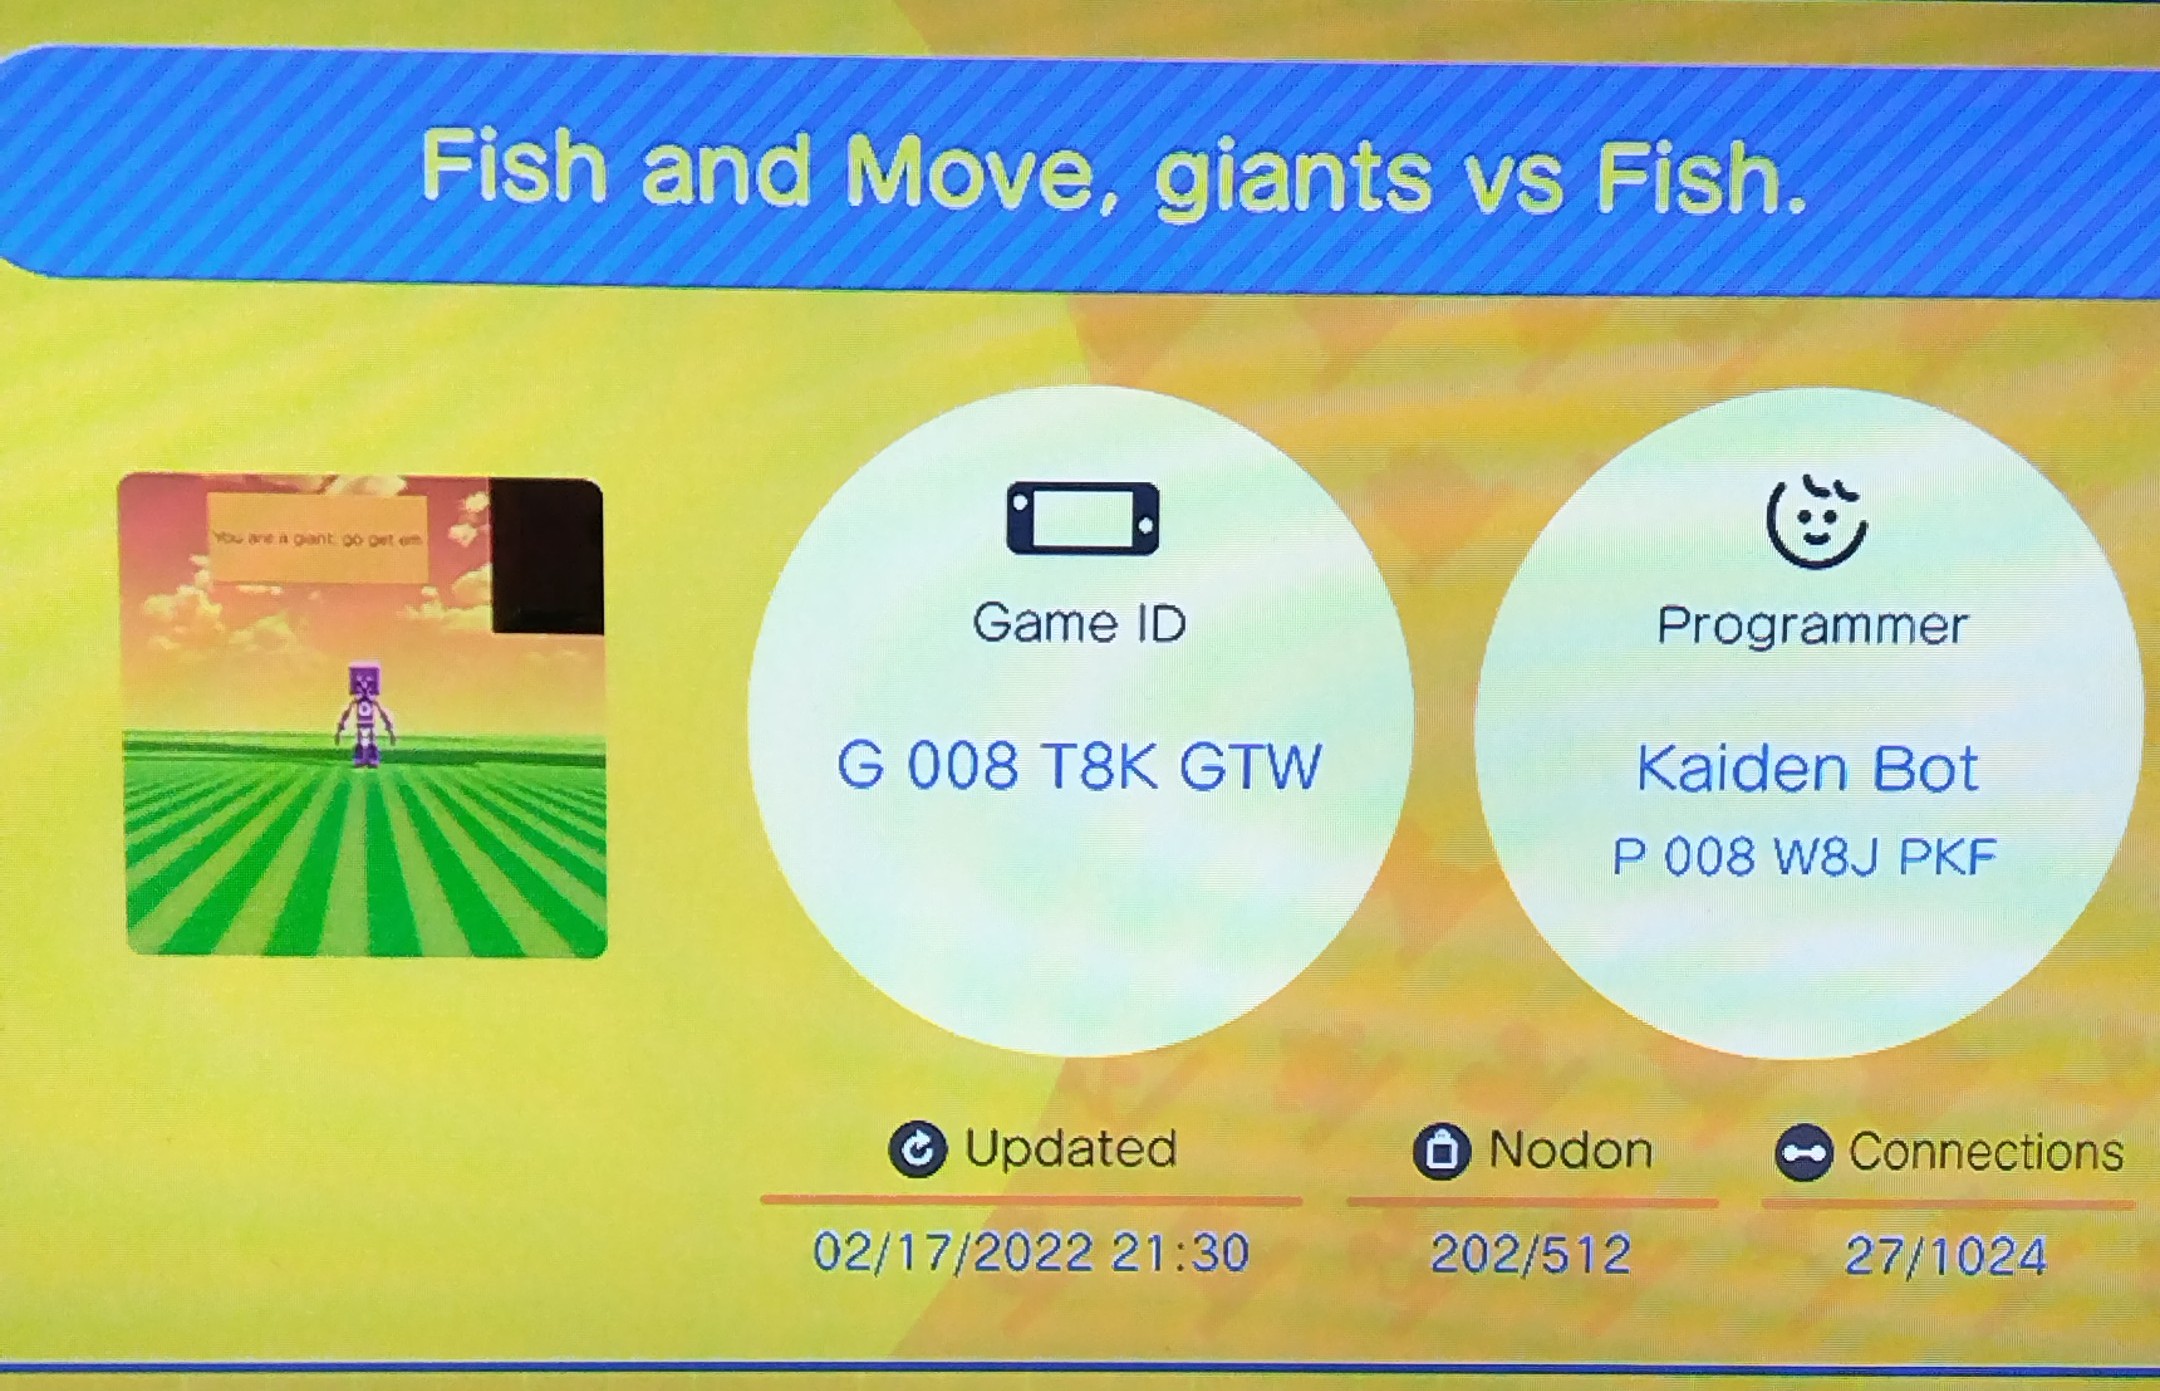 Fish and Move, giants vs Fish.
You are a giant, go get em
Game ID
G 008 T8K GTW
Programmer
Kaiden Bot
P 008 W8J PKF
Updated
02/17/2022 21:30
Nodon
202/512
Connections
27/1024